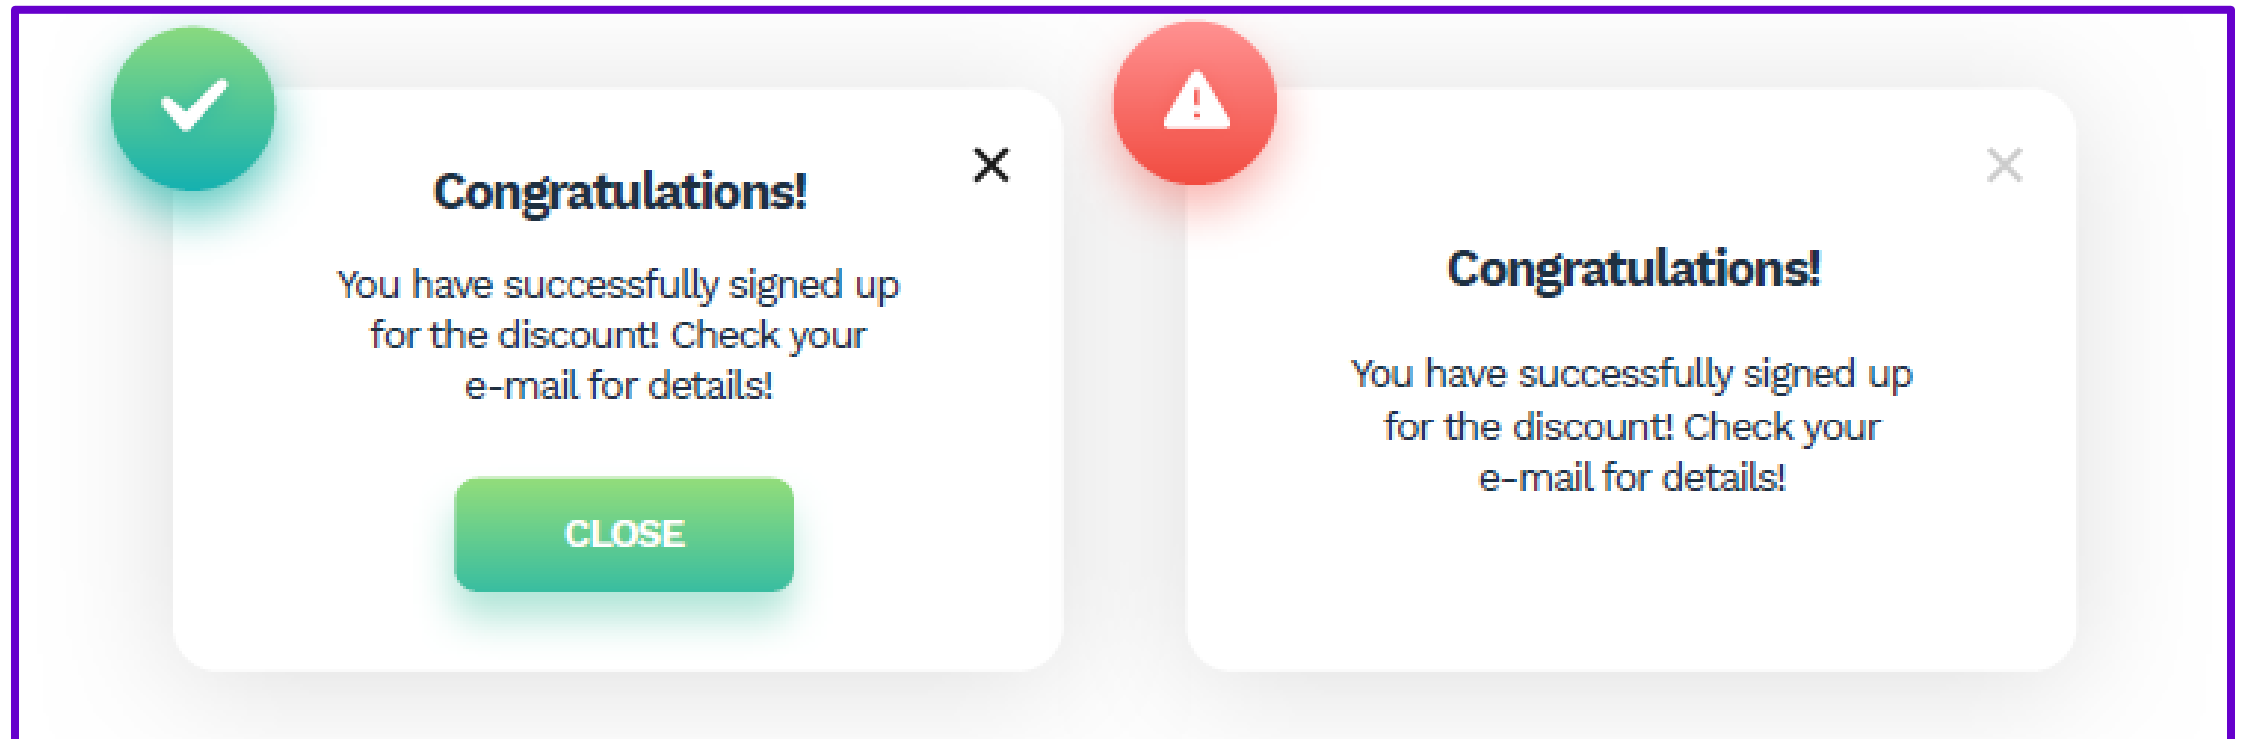 Congratulations!
You have successfully signed up
for the discount! Check your
e-mail for details!
CLOSE
Congratulations!
You have successfully signed up
for the discount! Check your
e-mail for details!